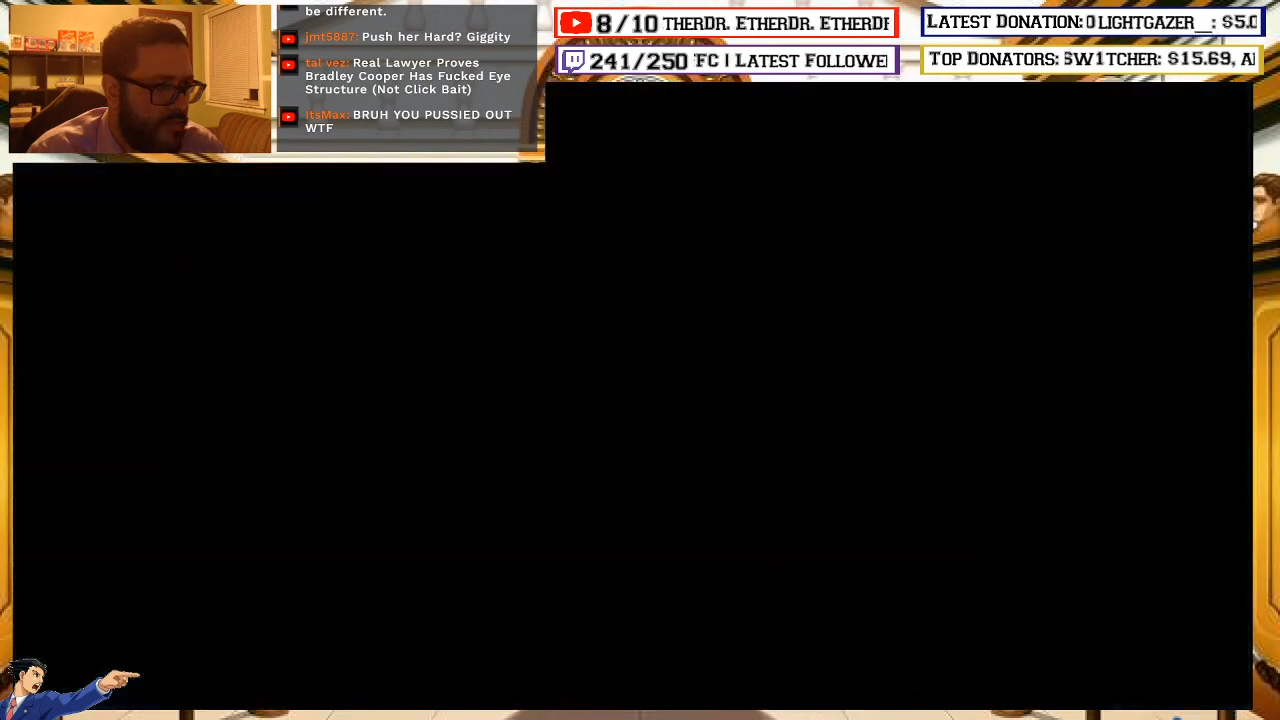 be different.
jmt5887: Push her Hard? Giggity
tal vez: Real Lawyer Proves
Bradley Cooper Has Fucked Eye
Structure (Not Click Bait)
ItsMax: BRUH YOU PUSSIED OUT
WTF
8 / 10 THERDR. ETHERDR. ETHERDR
241/250 FC | LATEST FOLLOWE
LATEST DONATION: LIGHTGAZER__: $5.0
TOP DONATORS: SW1TCHER: $15.69, A